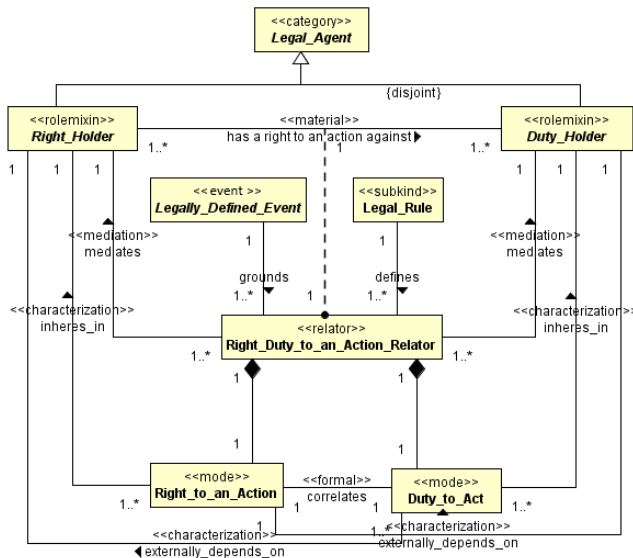 <<category>>
Legal_Agent
{disjoint}
<<rolemixin>>
Right_Holder
<<material>>
has a right to an action against
<<rolemixin>>
Duty_Holder
1 1 1
1..*
1
1..*
1 1 1
<<event >>
Legally_Defined_Event
<<subkind>>
Legal_Rule
<<mediation>>
mediates
<<mediation>>
mediates
1
1
grounds
defines
1..*
1
1..*
<<characterization>>
inheres_in
<<characterization>>
inheres_in
<<relator>>
Right_Duty_to_an_Action_Relator
1..*
1..*
1
1
1
1
<<mode>>
Right_to_an_Action
<<formal>>
correlates
<<mode>>
Duty_to_Act
1..*
1
1
1..*
1
1..*
<<characterization>>
externally_depends_on
<<characterization>>
externally_depends_on